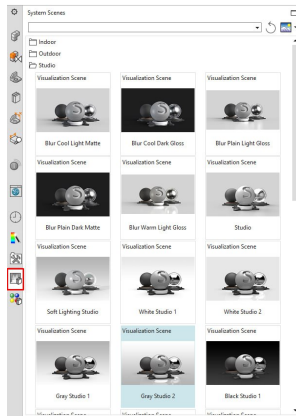 System Scenes
Indoor
Outdoor
Studio
Visualization Scene
Visualization Scene
Visualization Scene
Blur Cool Light Matte
Blur Cool Dark Gloss
Blur Plain Light Gloss
Visualization Scene
Visualization Scene
Visualization Scene
Blur Plain Dark Matte
Blur Warm Light Gloss
Studio
Visualization Scene
Visualization Scene
Visualization Scene
Soft Lighting Studio
White Studio 1
White Studio 2
Visualization Scene
Visualization Scene
Visualization Scene
Gray Studio 1
Gray Studio 2
Black Studio 1